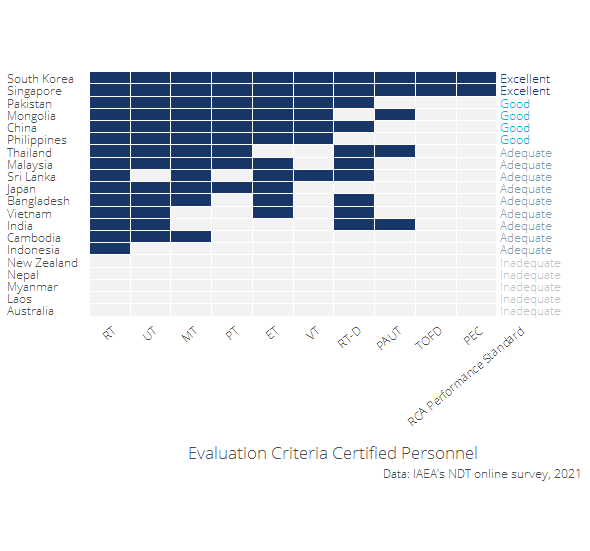 South Korea Excellent
Singapore Excellent
Pakistan Good
Mongolia Good
China Good
Philippines Good
Thailand Adequate
Malaysia Adequate
Sri Lanka Adequate
Japan Adequate
Bangladesh Adequate
Vietnam Adequate
India Adequate
Cambodia Adequate
Indonesia Adequate
New Zealand Inadequate
Nepal Inadequate
Myanmar Inadequate
Laos Inadequate
Australia Inadequate
RT UT MT PT ET VT RT-D PAUT TOFD PEC RCA Performance Standard
Evaluation Criteria Certified Personnel
Data: IAEA's NDT online survey, 2021